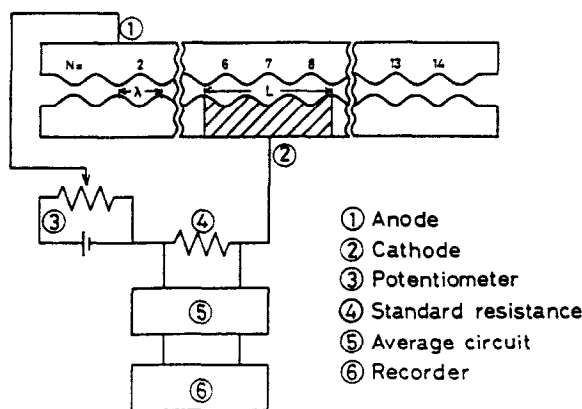 ①
N= 2 6 7 8 13 14
λ L
②
③
④
⑤
⑥
① Anode
② Cathode
③ Potentiometer
④ Standard resistance
⑤ Average circuit
⑥ Recorder